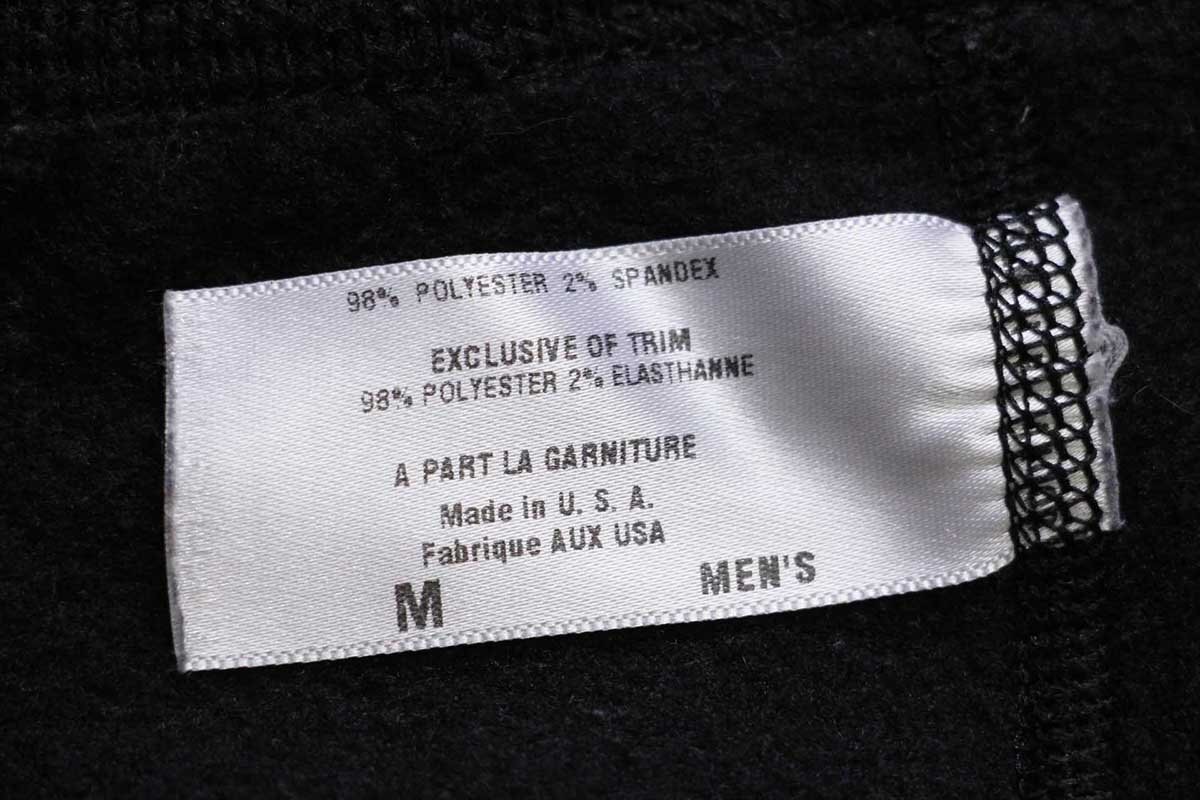 98% POLYESTER 2% SPANDEX
EXCLUSIVE OF TRIM
98% POLYESTER 2% ELASTHANNE
A PART LA GARNITURE
Made in U. S. A.
Fabrique AUX USA
M MEN'S